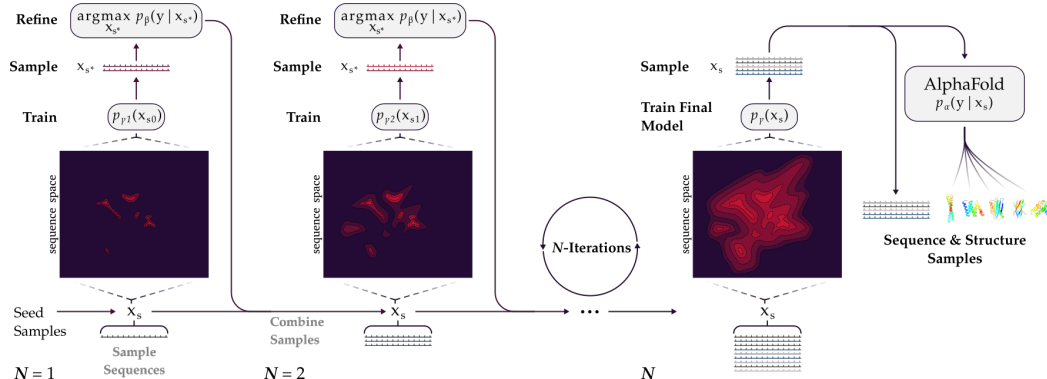 Refine
argmax p_β(y | x_s*)
x_s*
Sample
x_s*
Train
p_γ1(x_s0)
sequence space
Seed
Samples
x_s
Sample
Sequences
N = 1
Refine
argmax p_β(y | x_s*)
x_s*
Sample
x_s*
Train
p_γ2(x_s1)
sequence space
Combine
Samples
x_s
N = 2
N-Iterations
...
Sample
x_s
Train Final
Model
p_γ(x_s)
sequence space
x_s
N
AlphaFold
p_α(y | x_s)
Sequence & Structure
Samples